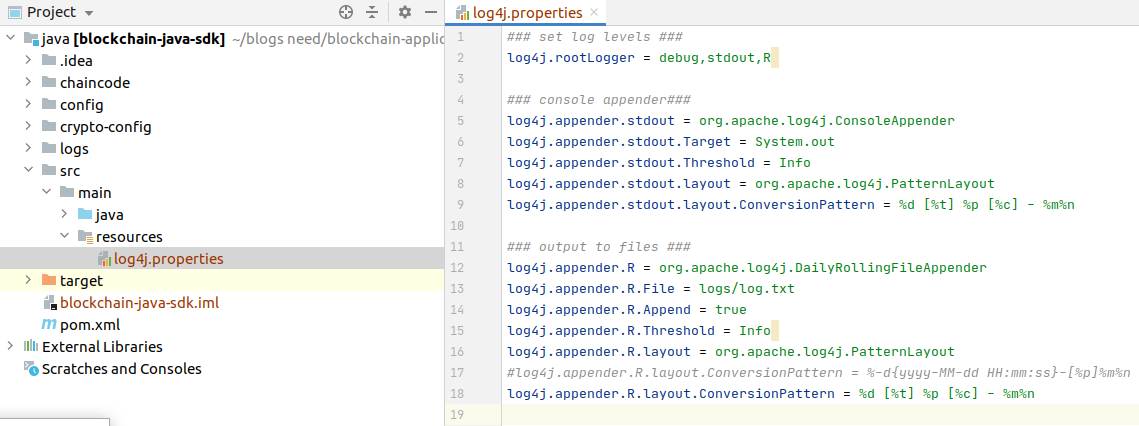 Project
java [blockchain-java-sdk] ~/blogs need/blockchain-applic
.idea
chaincode
config
crypto-config
logs
src
main
java
resources
log4j.properties
target
blockchain-java-sdk.iml
pom.xml
External Libraries
Scratches and Consoles
log4j.properties
1 ### set log levels ###
2 log4j.rootLogger = debug,stdout,R
3
4 ### console appender###
5 log4j.appender.stdout = org.apache.log4j.ConsoleAppender
6 log4j.appender.stdout.Target = System.out
7 log4j.appender.stdout.Threshold = Info
8 log4j.appender.stdout.layout = org.apache.log4j.PatternLayout
9 log4j.appender.stdout.layout.ConversionPattern = %d [%t] %p [%c] - %m%n
10
11 ### output to files ###
12 log4j.appender.R = org.apache.log4j.DailyRollingFileAppender
13 log4j.appender.R.File = logs/log.txt
14 log4j.appender.R.Append = true
15 log4j.appender.R.Threshold = Info
16 log4j.appender.R.layout = org.apache.log4j.PatternLayout
17 #log4j.appender.R.layout.ConversionPattern = %-d{yyyy-MM-dd HH:mm:ss}-[%p]%m%n
18 log4j.appender.R.layout.ConversionPattern = %d [%t] %p [%c] - %m%n
19